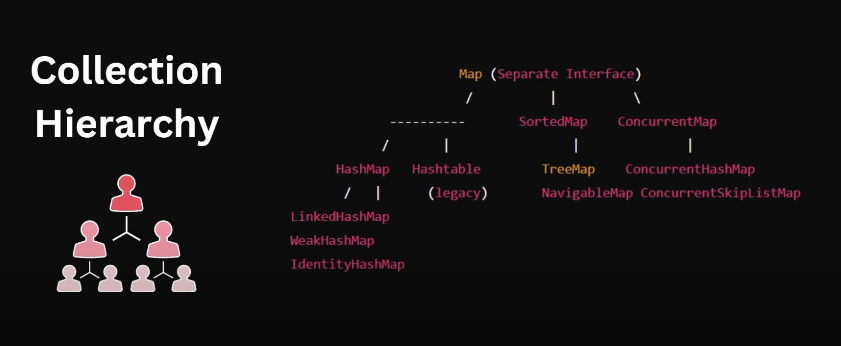 Collection
Hierarchy
Map (Separate Interface)
/ | \
---------- SortedMap ConcurrentMap
/ | | |
HashMap Hashtable TreeMap ConcurrentHashMap
/ | (legacy) NavigableMap ConcurrentSkipListMap
LinkedHashMap
WeakHashMap
IdentityHashMap